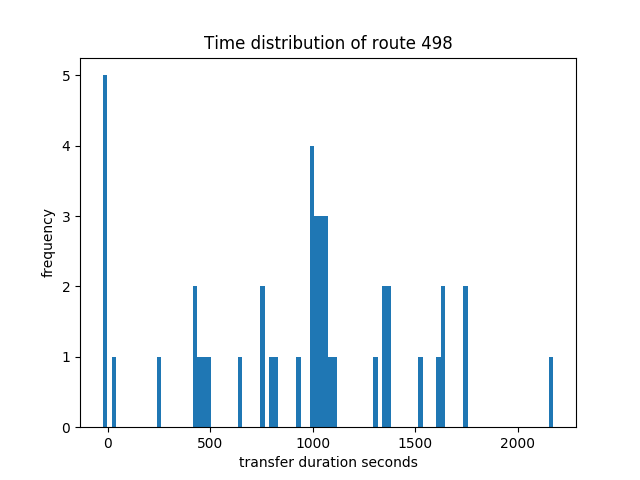 Time distribution of route 498
frequency
5
4
3
2
1
0
0 500 1000 1500 2000
transfer duration seconds